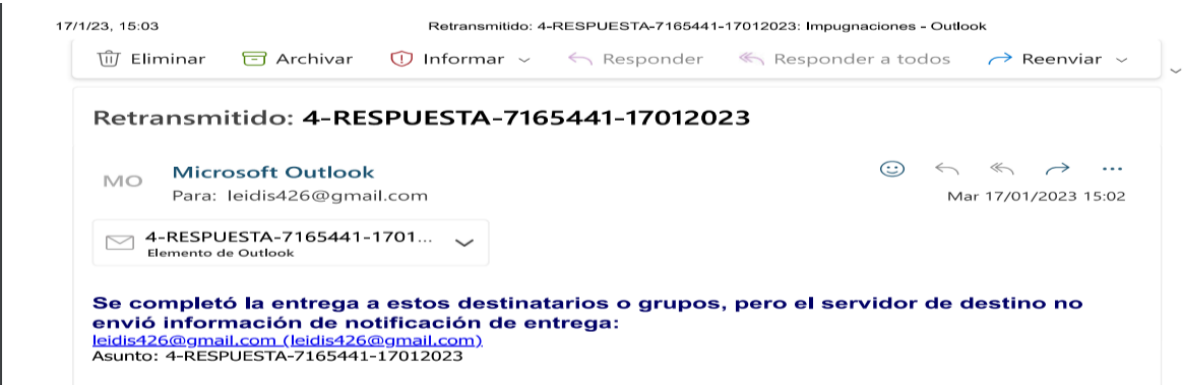 17/1/23, 15:03 Retransmitido: 4-RESPUESTA-7165441-17012023: Impugnaciones - Outlook
Eliminar Archivar Informar Responder Responder a todos Reenviar
Retransmitido: 4-RESPUESTA-7165441-17012023
MO Microsoft Outlook
Para: leidis426@gmail.com Mar 17/01/2023 15:02
4-RESPUESTA-7165441-1701...
Elemento de Outlook
Se completó la entrega a estos destinatarios o grupos, pero el servidor de destino no
envió información de notificación de entrega:
leidis426@gmail.com (leidis426@gmail.com)
Asunto: 4-RESPUESTA-7165441-17012023